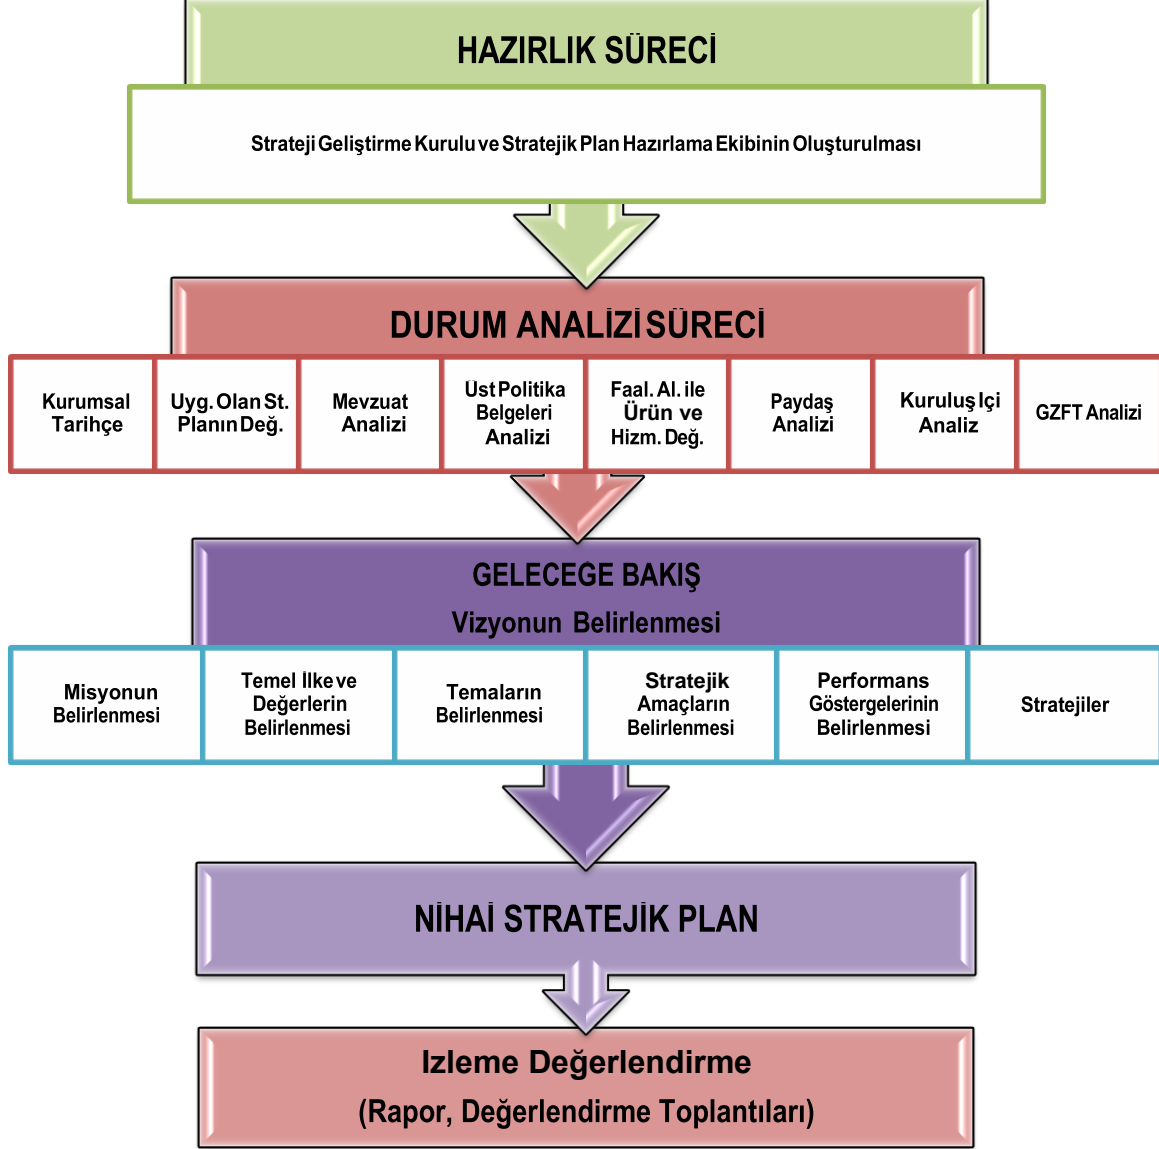 HAZIRLIK SÜRECİ
Strateji Geliştirme Kurulu ve Stratejik Plan Hazırlama Ekibinin Oluşturulması
DURUM ANALİZİ SÜRECİ
Kurumsal
Tarihçe
Uyg. Olan St.
Planın Değ.
Mevzuat
Analizi
Üst Politika
Belgeleri
Analizi
Faal. Al. ile
Ürün ve
Hizm. Değ.
Paydaş
Analizi
Kuruluş Içi
Analiz
GZFT Analizi
GELECEĞE BAKIŞ
Vizyonun Belirlenmesi
Misyonun
Belirlenmesi
Temel İlke ve
Değerlerin
Belirlenmesi
Temaların
Belirlenmesi
Stratejik
Amaçların
Belirlenmesi
Performans
Göstergelerinin
Belirlenmesi
Stratejiler
NİHAİ STRATEJİK PLAN
Izleme Değerlendirme
(Rapor, Değerlendirme Toplantıları)